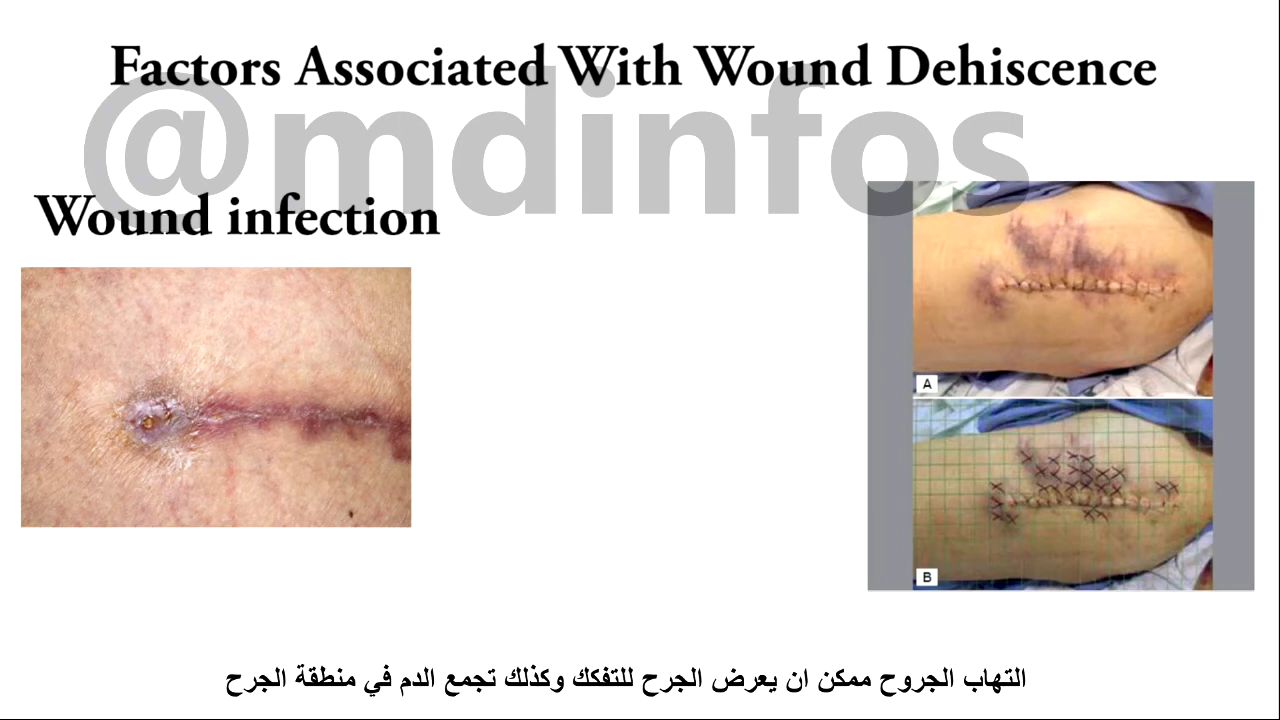 Factors Associated With Wound Dehiscence
@mdinfos
Wound infection
A
B
التهاب الجروح ممكن ان يعرض الجرح للتفكك وكذلك تجمع الدم في منطقة الجرح